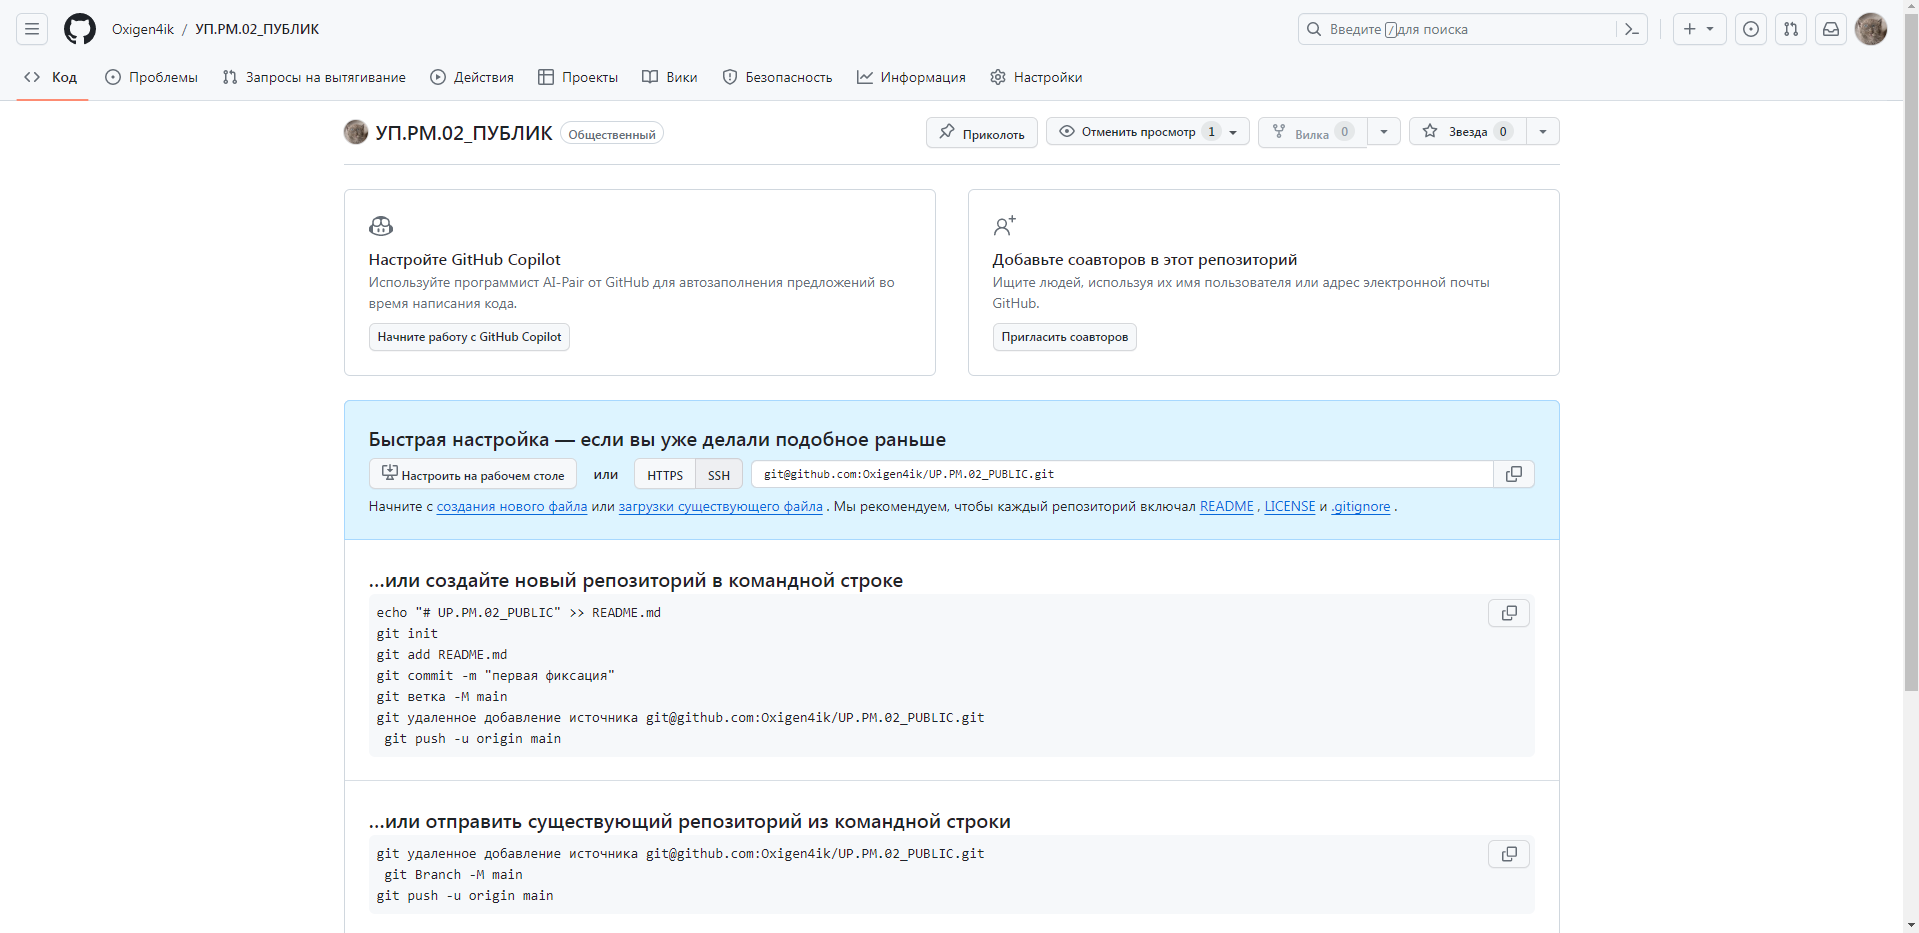 Oxigen4ik / УП.РМ.02_ПУБЛИК
Введите / для поиска
Код Проблемы Запросы на вытягивание Действия Проекты Вики Безопасность Информация Настройки
УП.РМ.02_ПУБЛИК Общественный
Приколоть Отменить просмотр 1 Вилка 0 Звезда 0
Настройте GitHub Copilot
Используйте программист AI-Pair от GitHub для автозаполнения предложений во
время написания кода.
Начните работу с GitHub Copilot
Добавьте соавторов в этот репозиторий
Ищите людей, используя их имя пользователя или адрес электронной почты
GitHub.
Пригласить соавторов
Быстрая настройка — если вы уже делали подобное раньше
Настроить на рабочем столе или HTTPS SSH git@github.com:Oxigen4ik/UP.PM.02_PUBLIC.git
Начните с создания нового файла или загрузки существующего файла . Мы рекомендуем, чтобы каждый репозиторий включал README , LICENSE и .gitignore .
...или создайте новый репозиторий в командной строке
echo "# UP.PM.02_PUBLIC" >> README.md
git init
git add README.md
git commit -m "первая фиксация"
git ветка -M main
git удаленное добавление источника git@github.com:Oxigen4ik/UP.PM.02_PUBLIC.git
git push -u origin main
...или отправить существующий репозиторий из командной строки
git удаленное добавление источника git@github.com:Oxigen4ik/UP.PM.02_PUBLIC.git
git Branch -M main
git push -u origin main